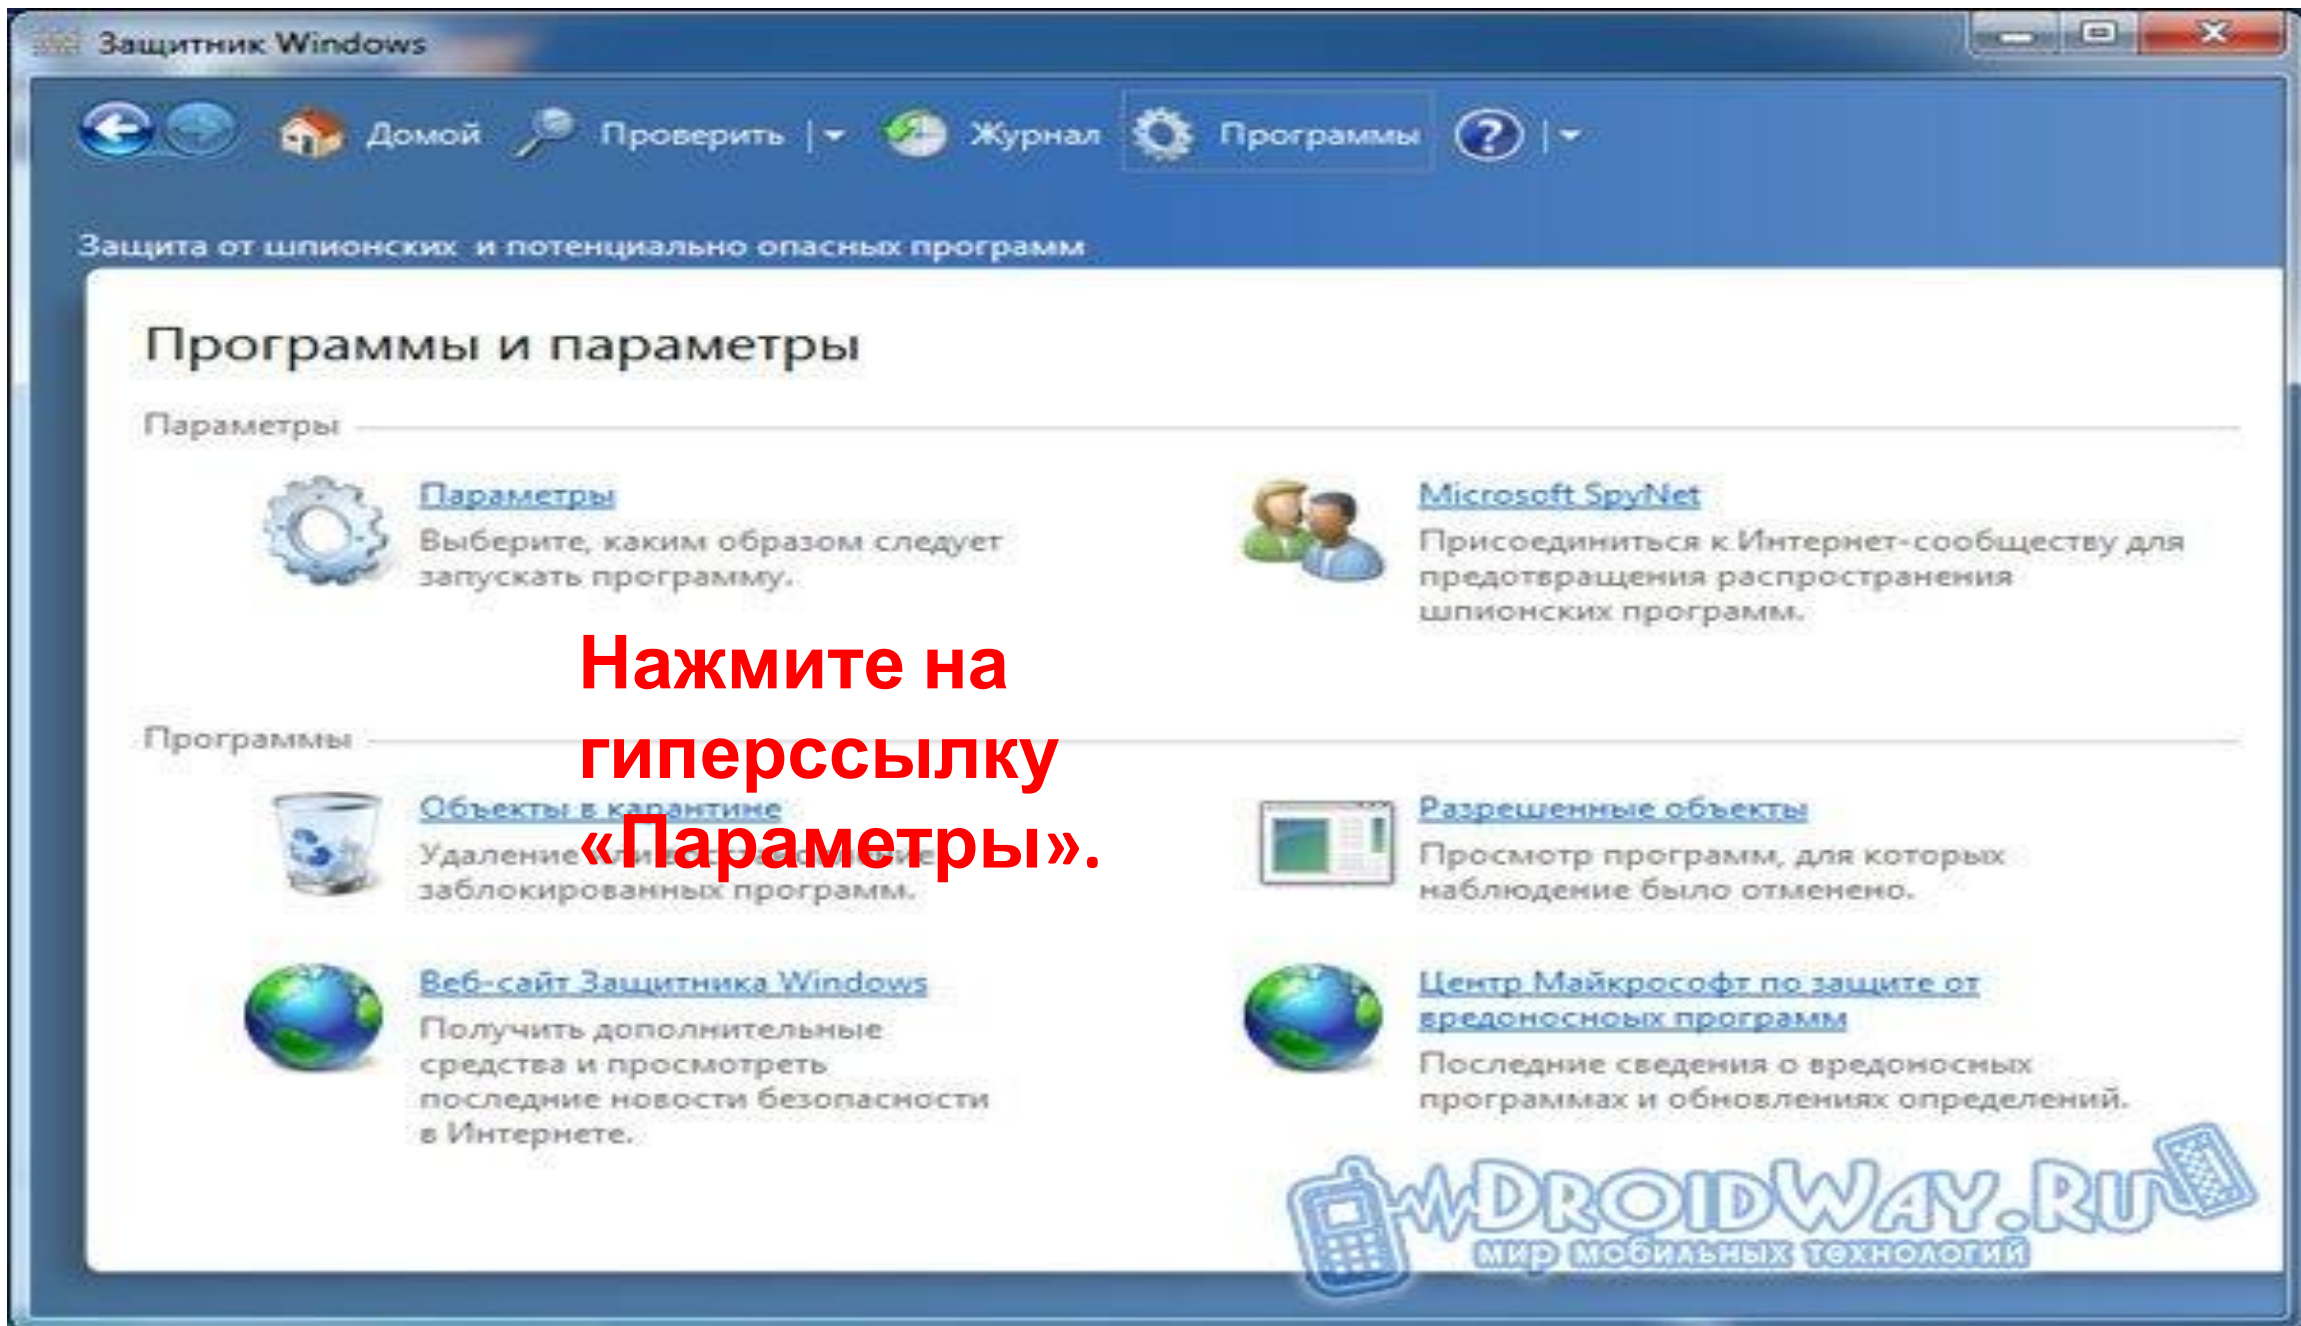 Защитник Windows
Домой Проверить Журнал Программы
Защита от шпионских и потенциально опасных программ
Программы и параметры
Параметры
Параметры
Выберите, каким образом следует
запускать программу.
Microsoft SpyNet
Присоединиться к Интернет-сообществу для
предотвращения распространения
шпионских программ.
Нажмите на
гиперссылку
«Параметры».
Программы
Объекты в карантине
Удаление или восстановление
заблокированных программ.
Разрешенные объекты
Просмотр программ, для которых
наблюдение было отменено.
Веб-сайт Защитника Windows
Получить дополнительные
средства и просмотреть
последние новости безопасности
в Интернете.
Центр Майкрософт по защите от
вредоносноых программ
Последние сведения о вредоносных
программах и обновлениях определений.
DROIDWAY.RU
мир мобильных технологий